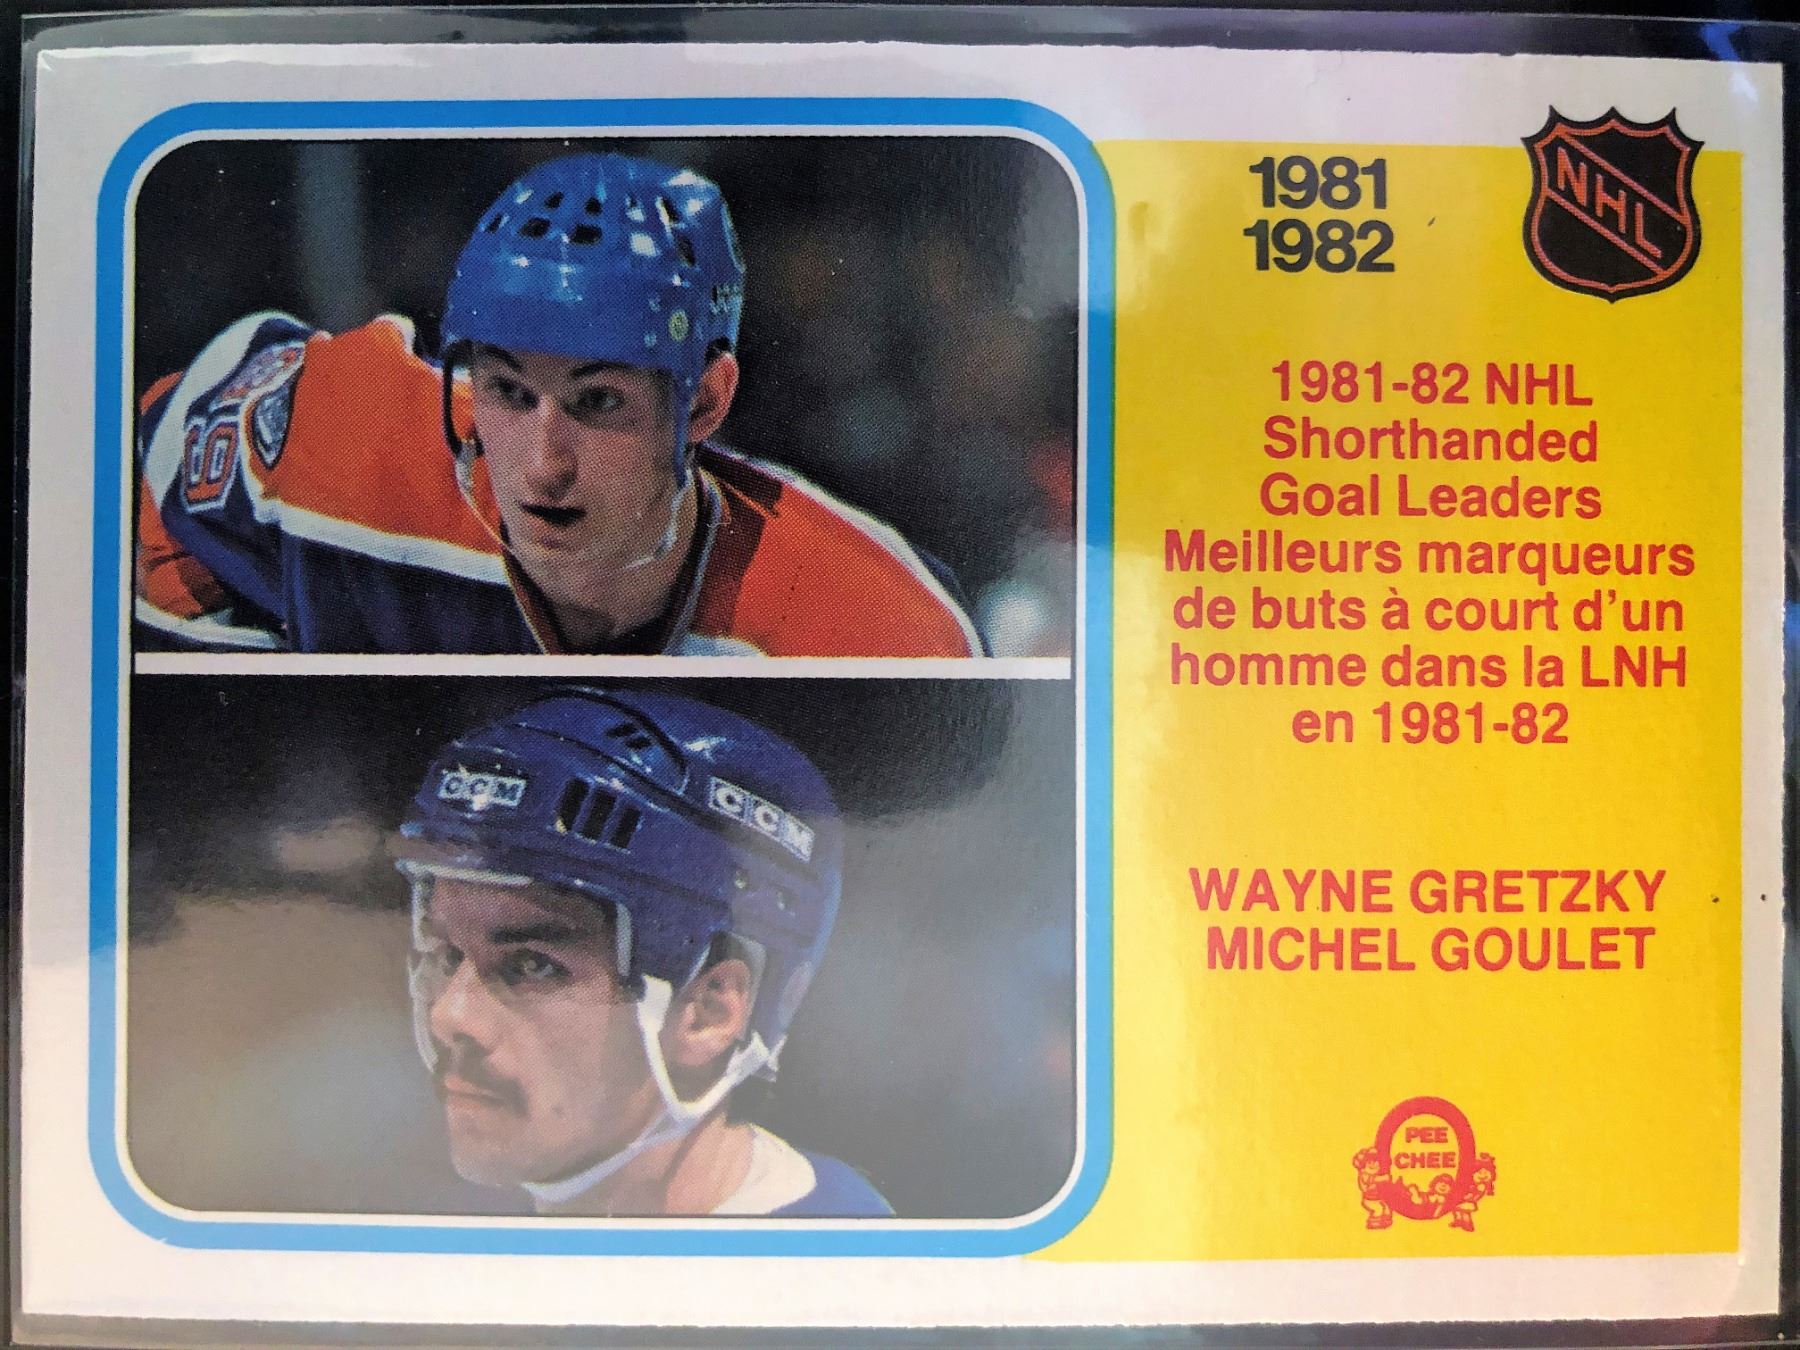 1981
1982
NHL
1981-82 NHL
Shorthanded
Goal Leaders
Meilleurs marqueurs
de buts à court d'un
homme dans la LNH
en 1981-82
WAYNE GRETZKY
MICHEL GOULET
PEE
CHEE
CCM
CCM